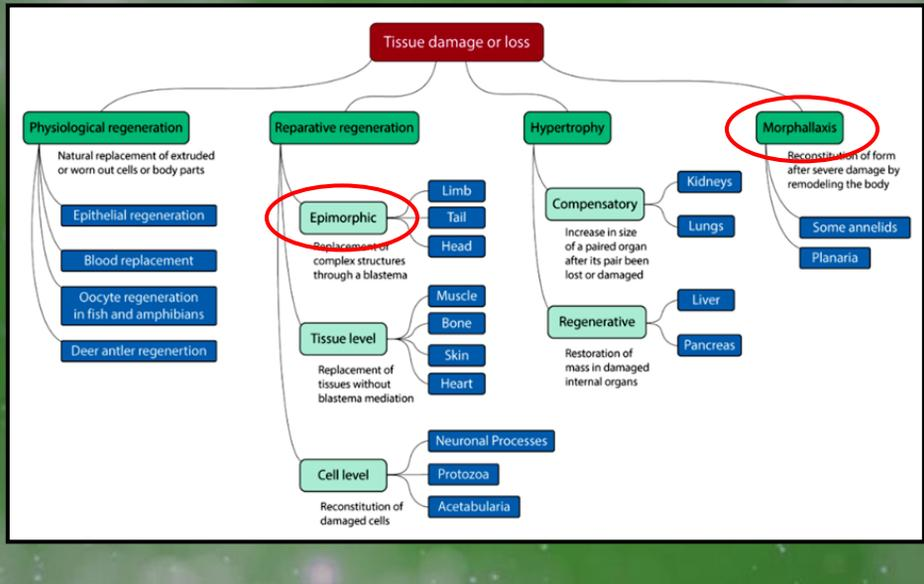 Tissue damage or loss
Physiological regeneration
Natural replacement of extruded
or worn out cells or body parts
Epithelial regeneration
Blood replacement
Oocyte regeneration
in fish and amphibians
Deer antler regenertion
Reparative regeneration
Epimorphic
Replacement of
complex structures
through a blastema
Limb
Tail
Head
Tissue level
Replacement of
tissues without
blastema mediation
Muscle
Bone
Skin
Heart
Cell level
Reconstitution of
damaged cells
Neuronal Processes
Protozoa
Acetabularia
Hypertrophy
Compensatory
Increase in size
of a paired organ
after its pair been
lost or damaged
Kidneys
Lungs
Regenerative
Restoration of
mass in damaged
internal organs
Liver
Pancreas
Morphallaxis
Reconstitution of form
after severe damage by
remodeling the body
Some annelids
Planaria